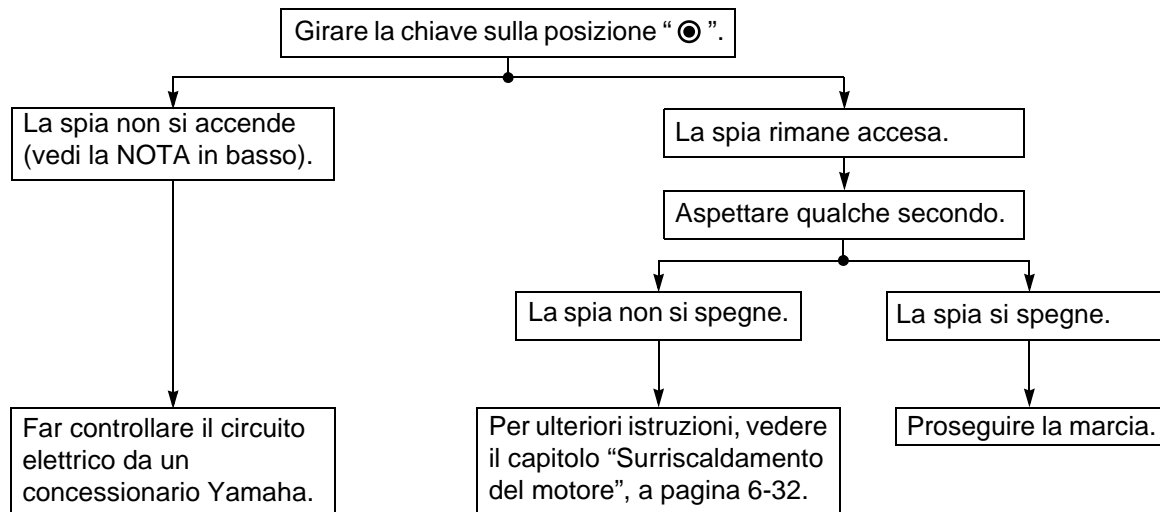 Girare la chiave sulla posizione “ ◉ ”.
La spia non si accende
(vedi la NOTA in basso).
La spia rimane accesa.
Aspettare qualche secondo.
La spia non si spegne.
La spia si spegne.
Far controllare il circuito
elettrico da un
concessionario Yamaha.
Per ulteriori istruzioni, vedere
il capitolo “Surriscaldamento
del motore”, a pagina 6-32.
Proseguire la marcia.